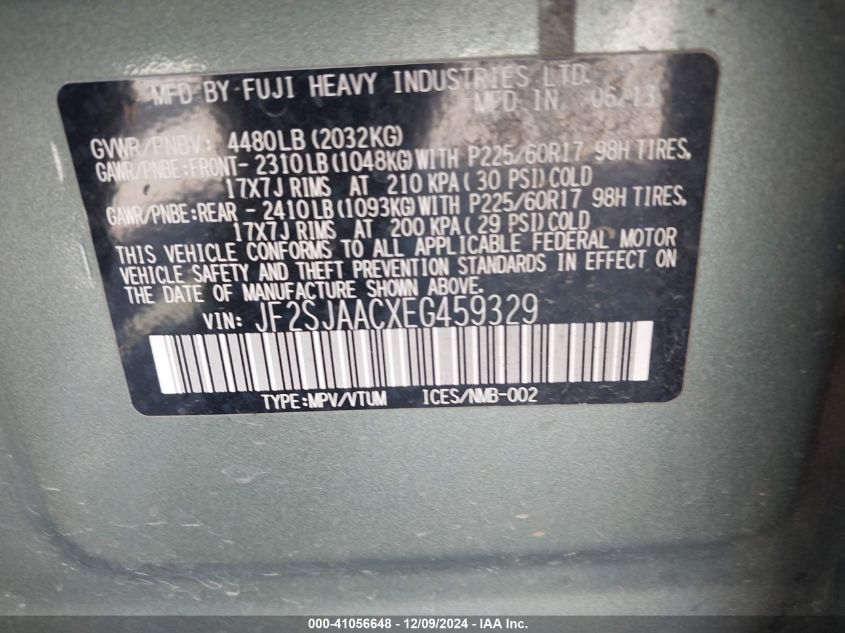 MFD BY FUJI HEAVY INDUSTRIES LTD.
MFD IN, 06/13
GVWR/PNBV: 4480LB (2032KG)
GAWR/PNBE:FRONT- 2310LB(1048KG)WITH P225/60R17 98H TIRES,
17X7J RIMS AT 210 KPA( 30 PSI)COLD
GAWR/PNBE:REAR - 2410LB(1093KG)WITH P225/60R17 98H TIRES,
17X7J RIMS AT 200 KPA( 29 PSI)COLD
THIS VEHICLE CONFORMS TO ALL APPLICABLE FEDERAL MOTOR
VEHICLE SAFETY AND THEFT PREVENTION STANDARDS IN EFFECT ON
THE DATE OF MANUFACTURE SHOWN ABOVE.
VIN: JF2SJAACXEG459329
TYPE:MPV/VTUM ICES/NMB-002
000-41056648 - 12/09/2024 - IAA Inc.